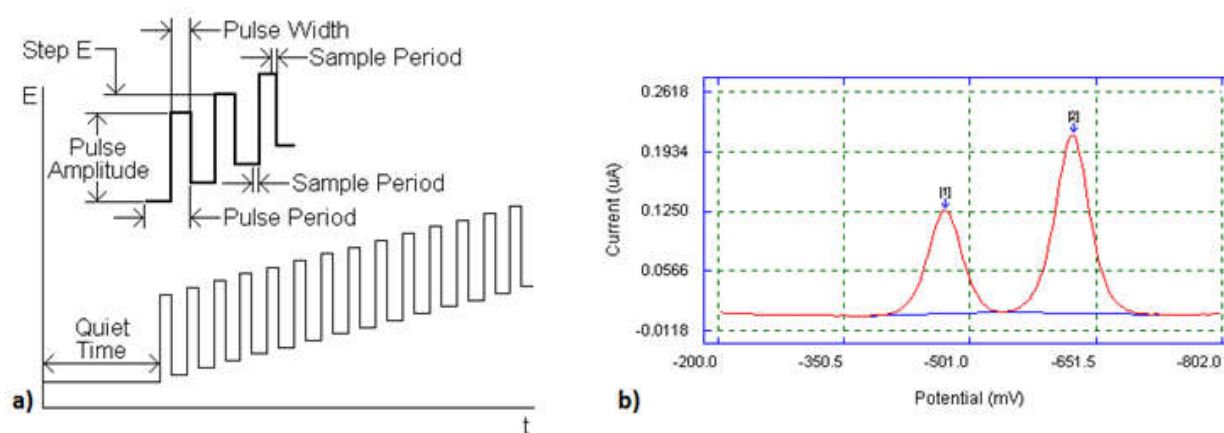 Pulse Width
Step E
Sample Period
E
Pulse
Amplitude
Sample Period
Pulse Period
Quiet
Time
a)
t
0.2618
0.1934
0.1250
0.0566
-0.0118
Current (uA)
[1]
[2]
-200.0
-350.5
-501.0
-651.5
-802.0
Potential (mV)
b)